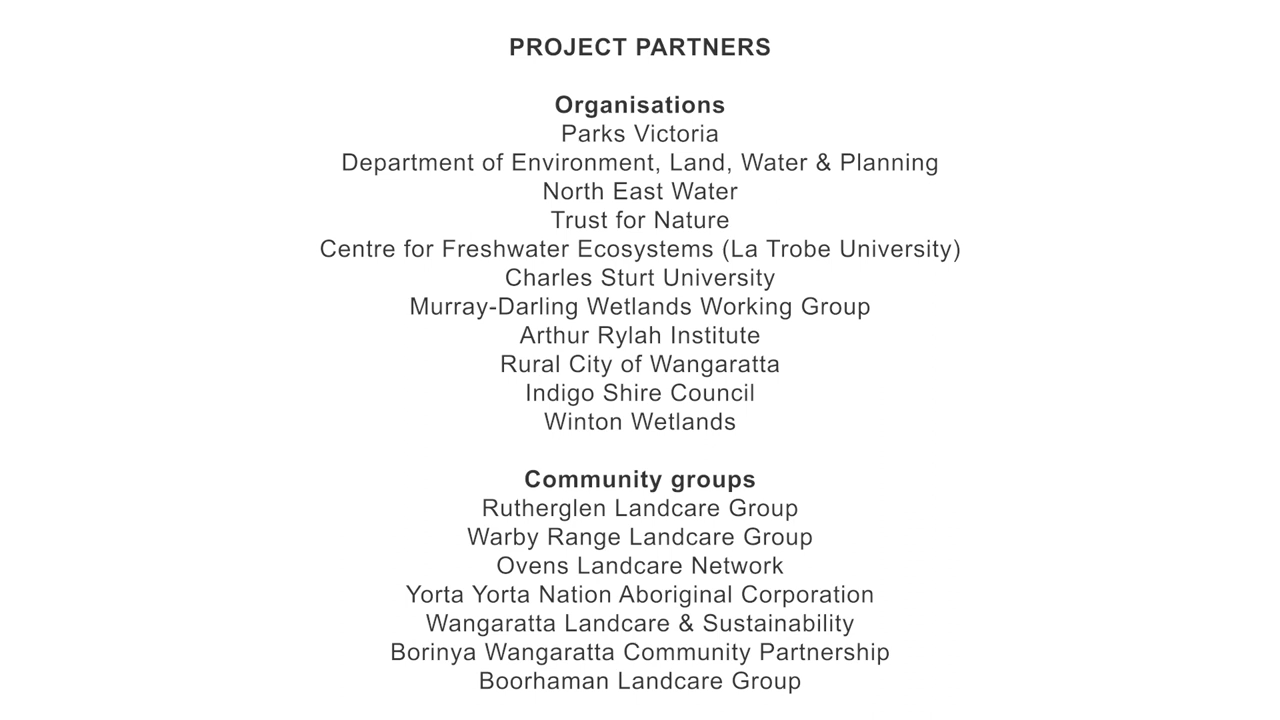 PROJECT PARTNERS
Organisations
Parks Victoria
Department of Environment, Land, Water & Planning
North East Water
Trust for Nature
Centre for Freshwater Ecosystems (La Trobe University)
Charles Sturt University
Murray-Darling Wetlands Working Group
Arthur Rylah Institute
Rural City of Wangaratta
Indigo Shire Council
Winton Wetlands
Community groups
Rutherglen Landcare Group
Warby Range Landcare Group
Ovens Landcare Network
Yorta Yorta Nation Aboriginal Corporation
Wangaratta Landcare & Sustainability
Borinya Wangaratta Community Partnership
Boorhaman Landcare Group